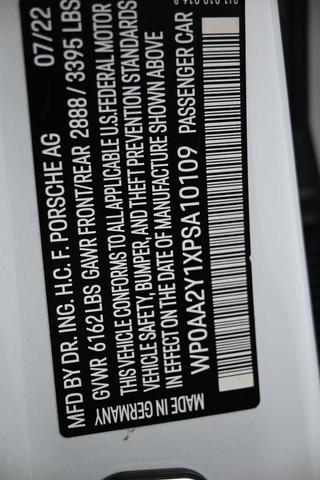 MFD BY DR. ING. H.C. F. PORSCHE AG 07/22
GVWR 6162 LBS GAWR FRONT/REAR 2888 / 3395 LBS
THIS VEHICLE CONFORMS TO ALL APPLICABLE U.S. FEDERAL MOTOR
VEHICLE SAFETY, BUMPER, AND THEFT PREVENTION STANDARDS
IN EFFECT ON THE DATE OF MANUFACTURE SHOWN ABOVE
WP0AA2Y1XPSA10109 PASSENGER CAR
MADE IN GERMANY